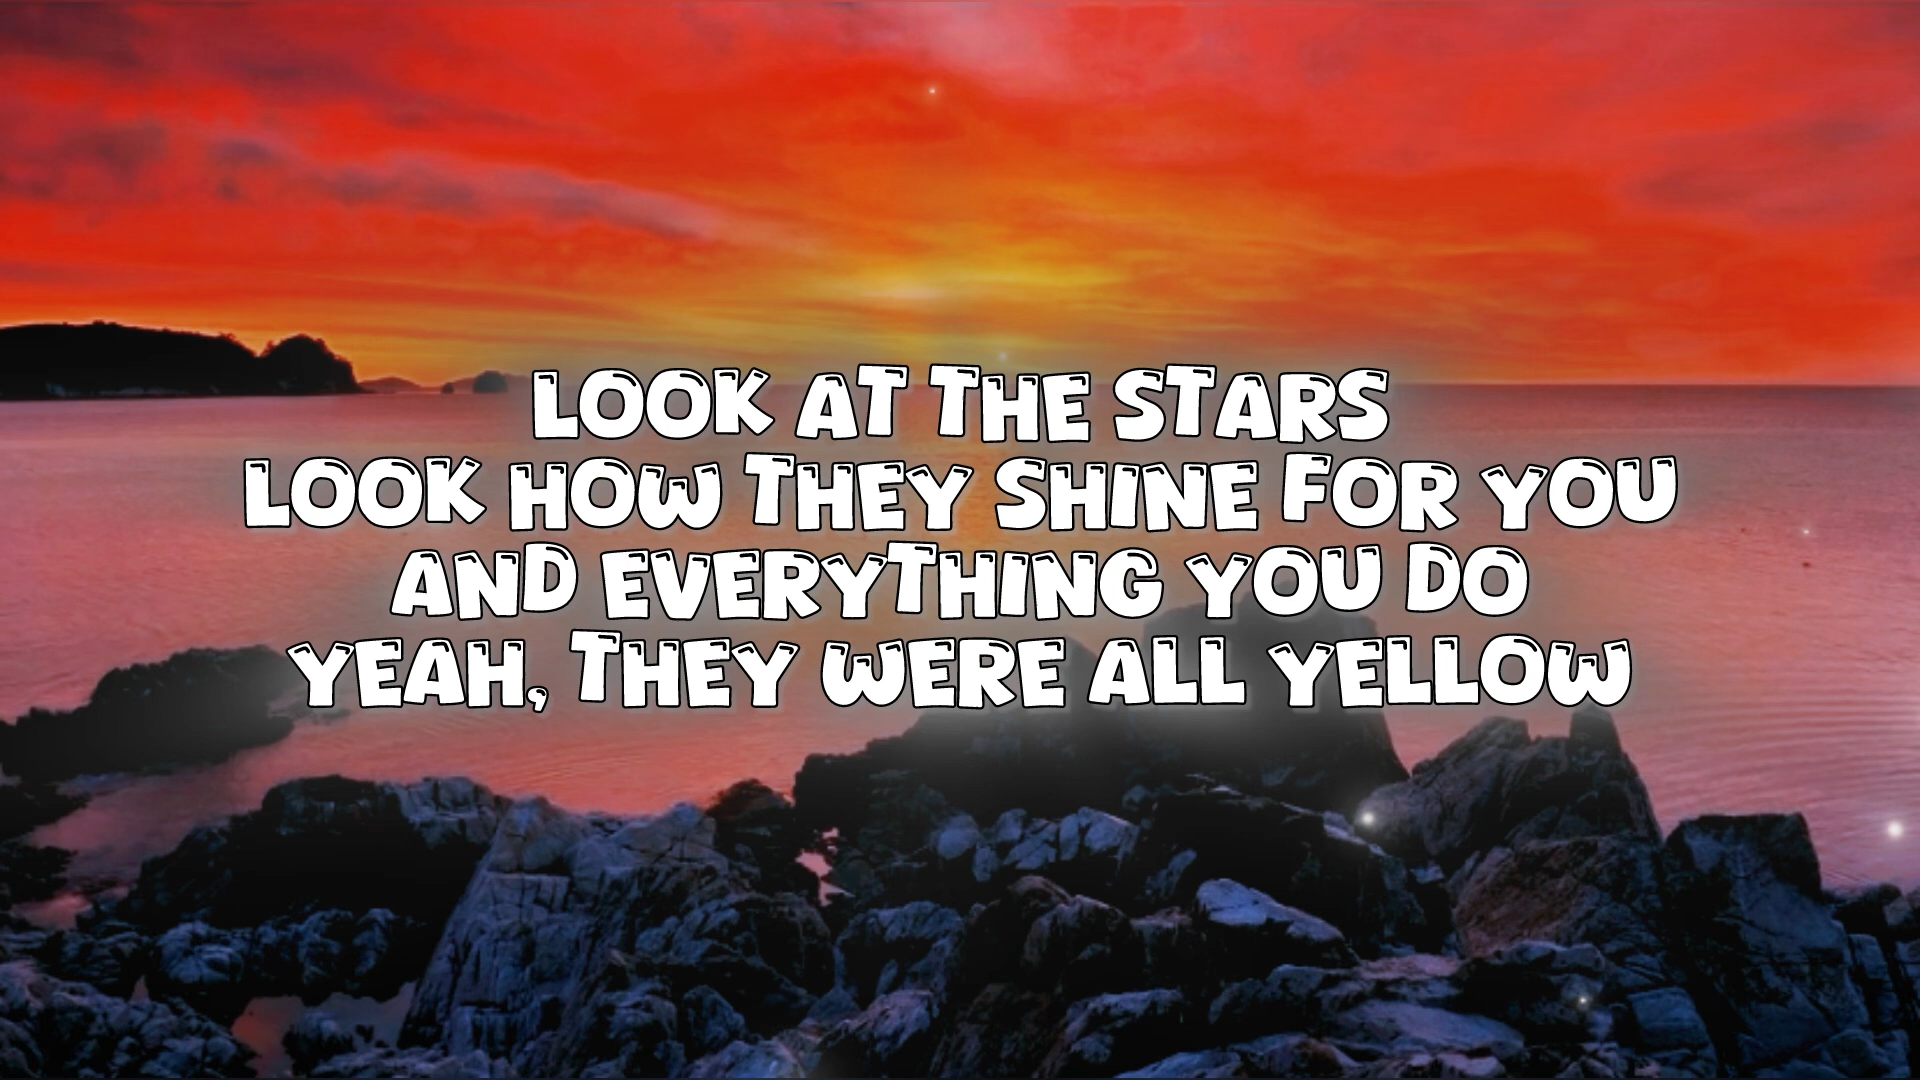 LOOK AT THE STARS
LOOK HOW THEY SHINE FOR YOU
AND EVERYTHING YOU DO
YEAH, THEY WERE ALL YELLOW